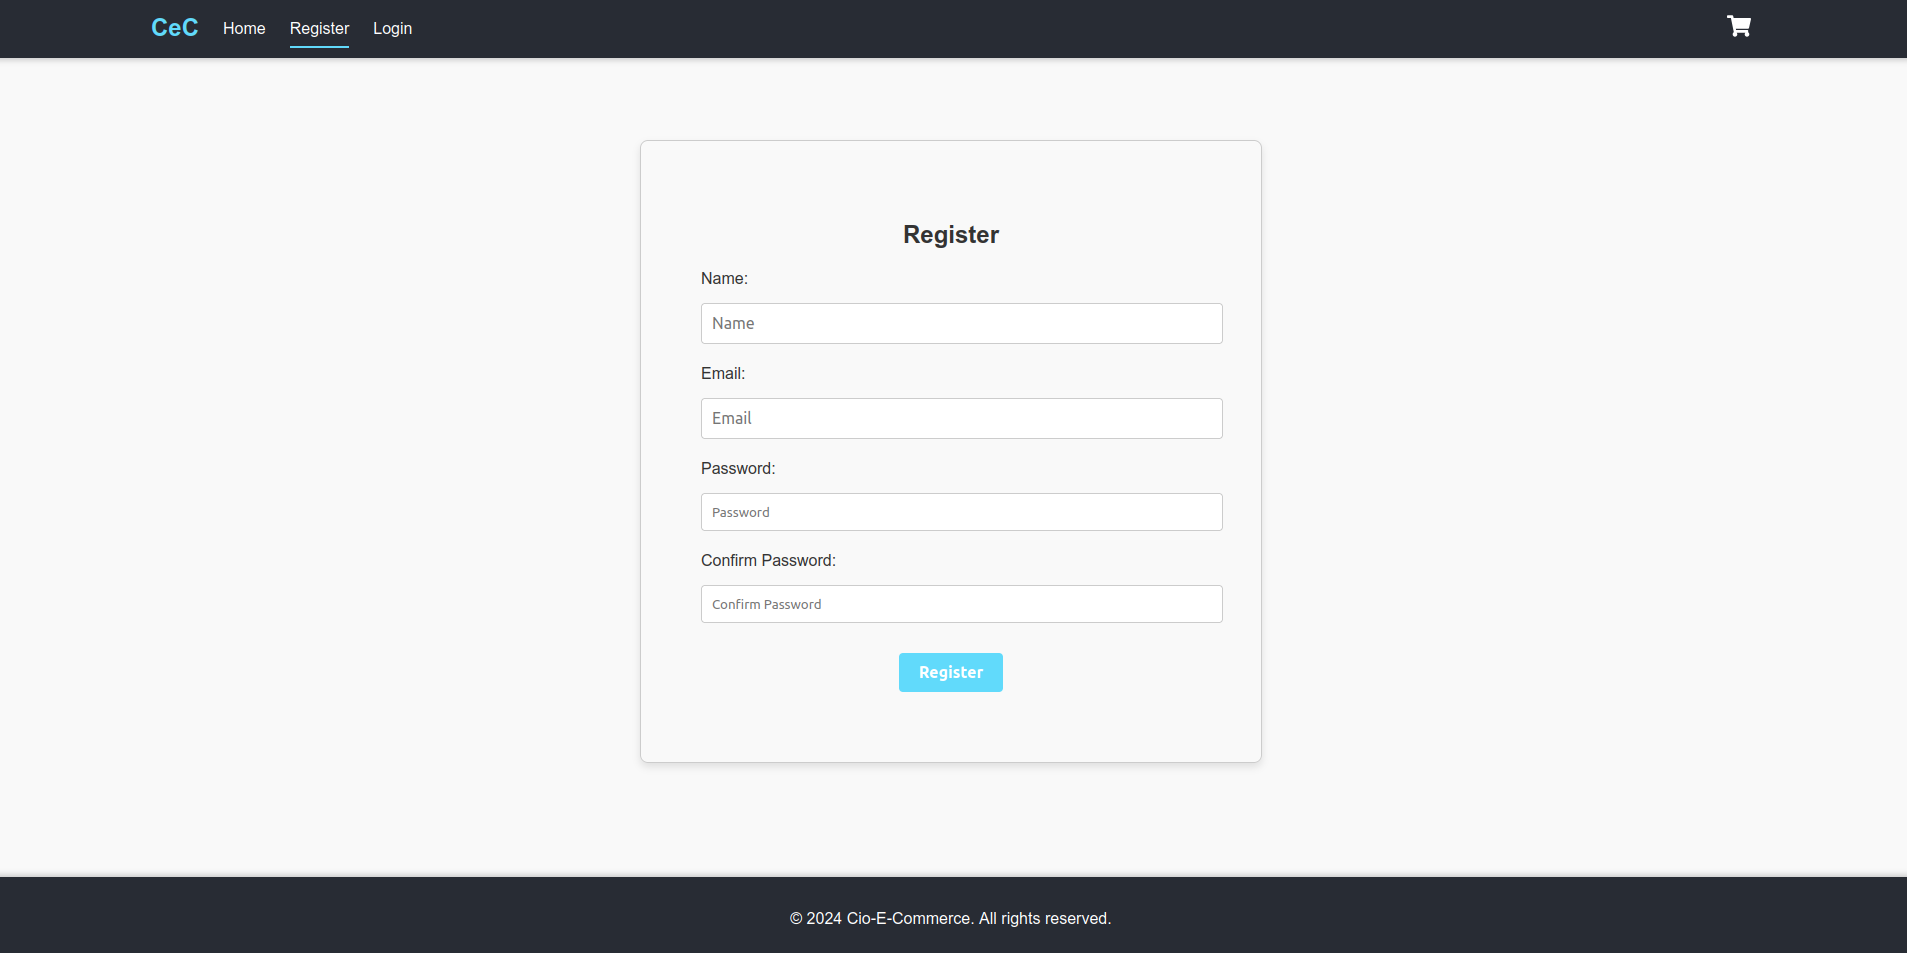 CeC Home Register Login
Register
Name:
Name
Email:
Email
Password:
Password
Confirm Password:
Confirm Password
Register
© 2024 Cio-E-Commerce. All rights reserved.